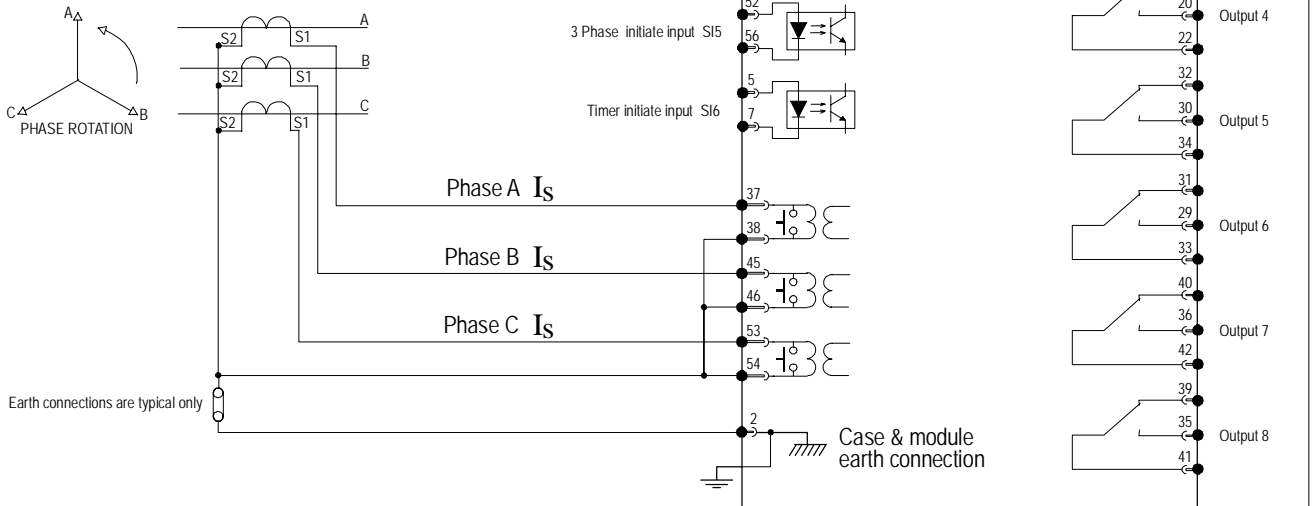 A
C
B
PHASE ROTATION
A
S2
S1
B
S2
S1
C
S2
S1
Phase A IS
Phase B IS
Phase C IS
Earth connections are typical only
3 Phase initiate input SI5
52
56
Timer initiate input SI6
5
7
37
38
45
46
53
54
2
Case & module
earth connection
20
Output 4
22
32
30
Output 5
34
31
29
Output 6
33
40
36
Output 7
42
39
35
Output 8
41